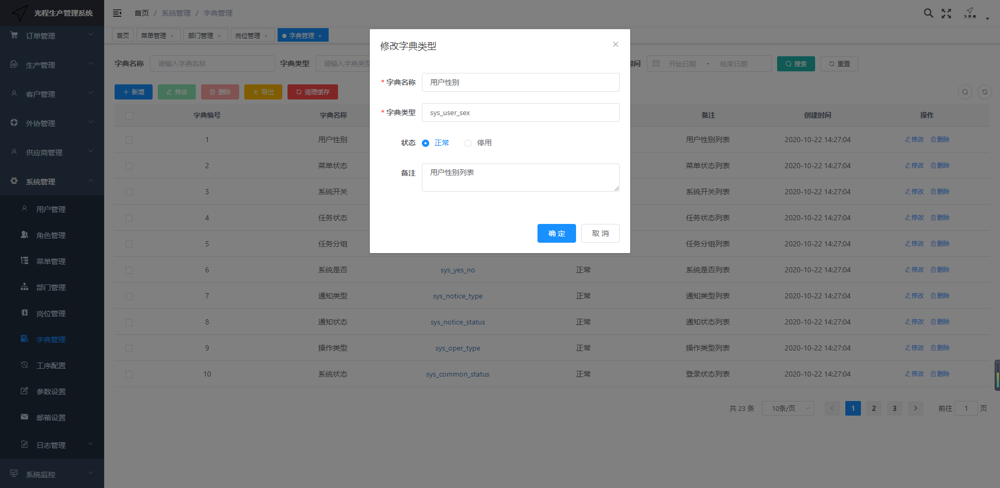 光程生产管理系统
首页 / 系统管理 / 字典管理
订单管理
生产管理
客户管理
外协管理
供应商管理
系统管理
用户管理
角色管理
菜单管理
部门管理
岗位管理
字典管理
工序配置
参数设置
邮箱设置
日志管理
系统监控
首页 菜单管理 × 部门管理 × 岗位管理 × 字典管理 ×
字典名称 请输入字典名称 字典类型 请输入字典类型 时间 开始日期 - 结束日期 搜索 重置
新增 修改 删除 导出 清理缓存
字典编号 字典名称 备注 创建时间 操作
1 用户性别 用户性别列表 2020-10-22 14:27:04 修改 删除
2 菜单状态 菜单状态列表 2020-10-22 14:27:04 修改 删除
3 系统开关 系统开关列表 2020-10-22 14:27:04 修改 删除
4 任务状态 任务状态列表 2020-10-22 14:27:04 修改 删除
5 任务分组 任务分组列表 2020-10-22 14:27:04 修改 删除
6 系统是否 sys_yes_no 正常 系统是否列表 2020-10-22 14:27:04 修改 删除
7 通知类型 sys_notice_type 正常 通知类型列表 2020-10-22 14:27:04 修改 删除
8 通知状态 sys_notice_status 正常 通知状态列表 2020-10-22 14:27:04 修改 删除
9 操作类型 sys_oper_type 正常 操作类型列表 2020-10-22 14:27:04 修改 删除
10 系统状态 sys_common_status 正常 登录状态列表 2020-10-22 14:27:04 修改 删除
共 23 条 10条/页 1 2 3 前往 1 页
修改字典类型
* 字典名称 用户性别
* 字典类型 sys_user_sex
状态 正常 停用
备注 用户性别列表
确 定 取 消